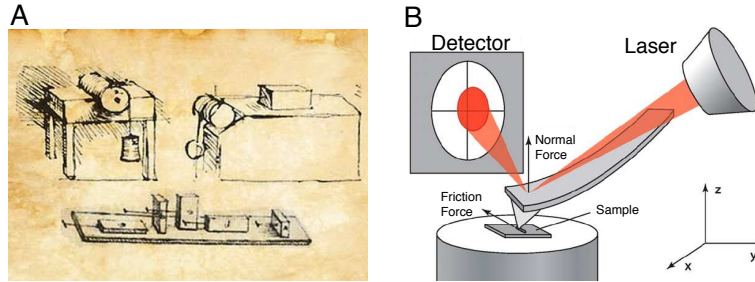 A
B
Detector
Laser
Normal
Force
Friction
Force
Sample
z
y
x